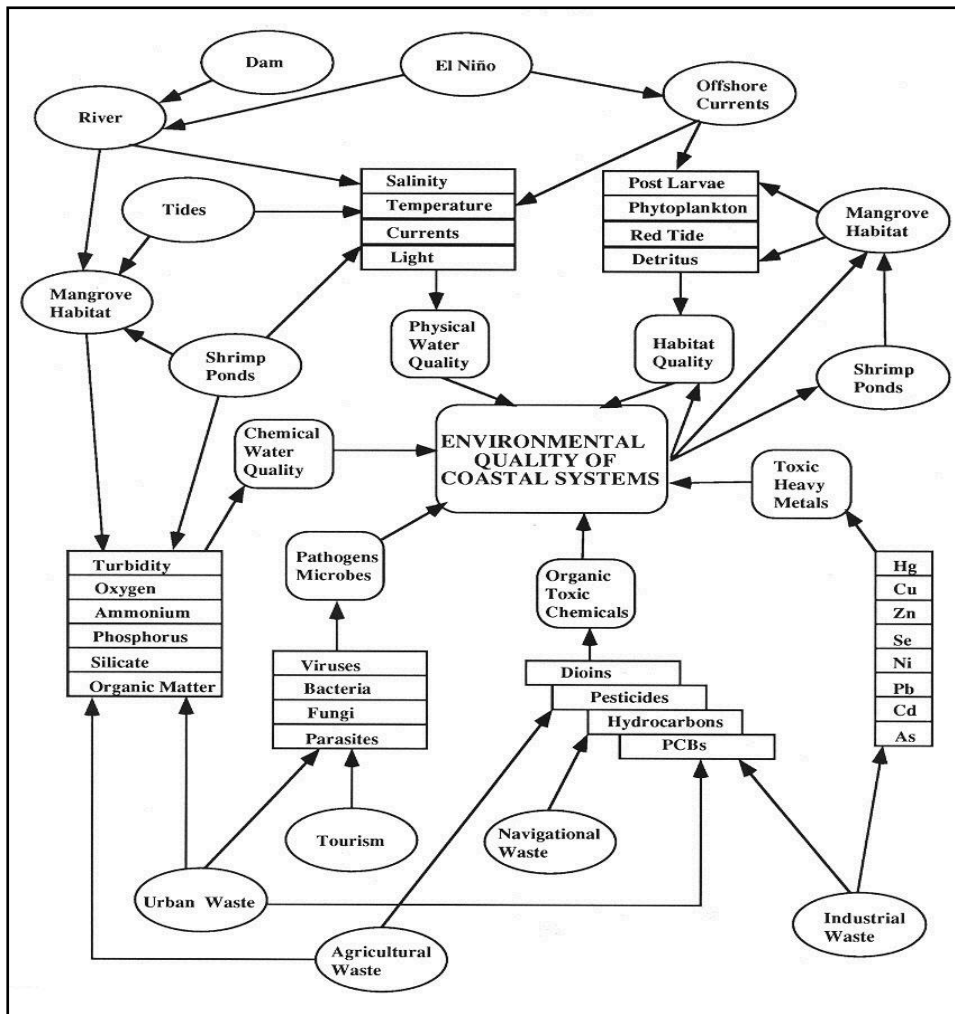 Dam
El Niño
Offshore
Currents
River
Salinity
Temperature
Currents
Light
Post Larvae
Phytoplankton
Red Tide
Detritus
Tides
Mangrove
Habitat
Mangrove
Habitat
Physical
Water
Quality
Habitat
Quality
Shrimp
Ponds
Shrimp
Ponds
Chemical
Water
Quality
ENVIRONMENTAL
QUALITY OF
COASTAL SYSTEMS
Toxic
Heavy
Metals
Pathogens
Microbes
Organic
Toxic
Chemicals
Turbidity
Oxygen
Ammonium
Phosphorus
Silicate
Organic Matter
Viruses
Bacteria
Fungi
Parasites
Dioins
Pesticides
Hydrocarbons
PCBs
Hg
Cu
Zn
Se
Ni
Pb
Cd
As
Tourism
Navigational
Waste
Urban Waste
Agricultural
Waste
Industrial
Waste